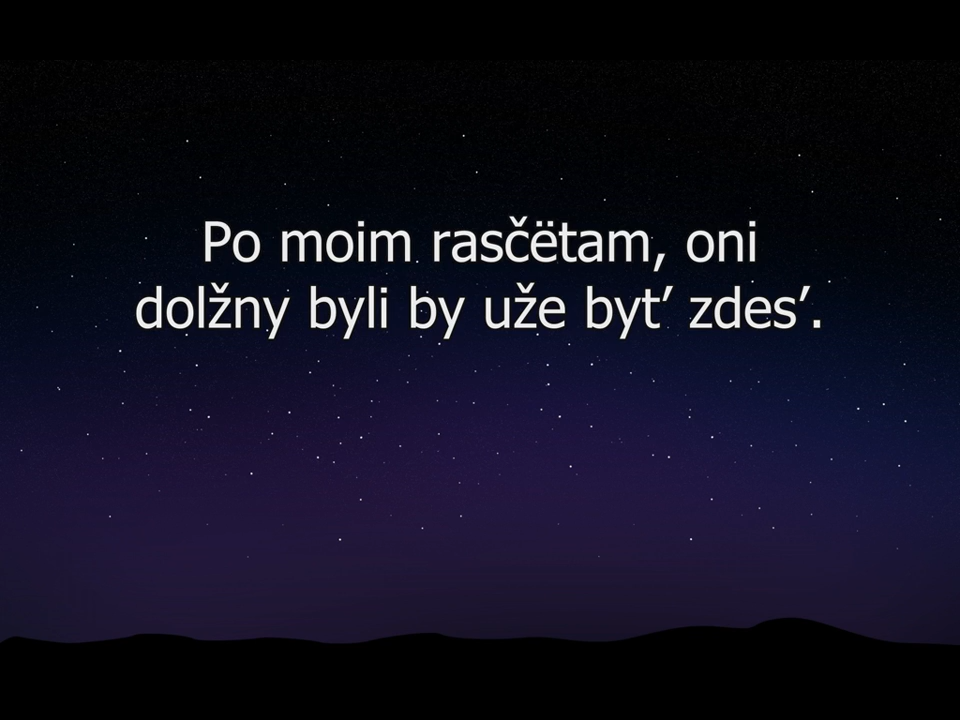 Po moim rasčëtam, oni
dolžny byli by uže byt’ zdes’.